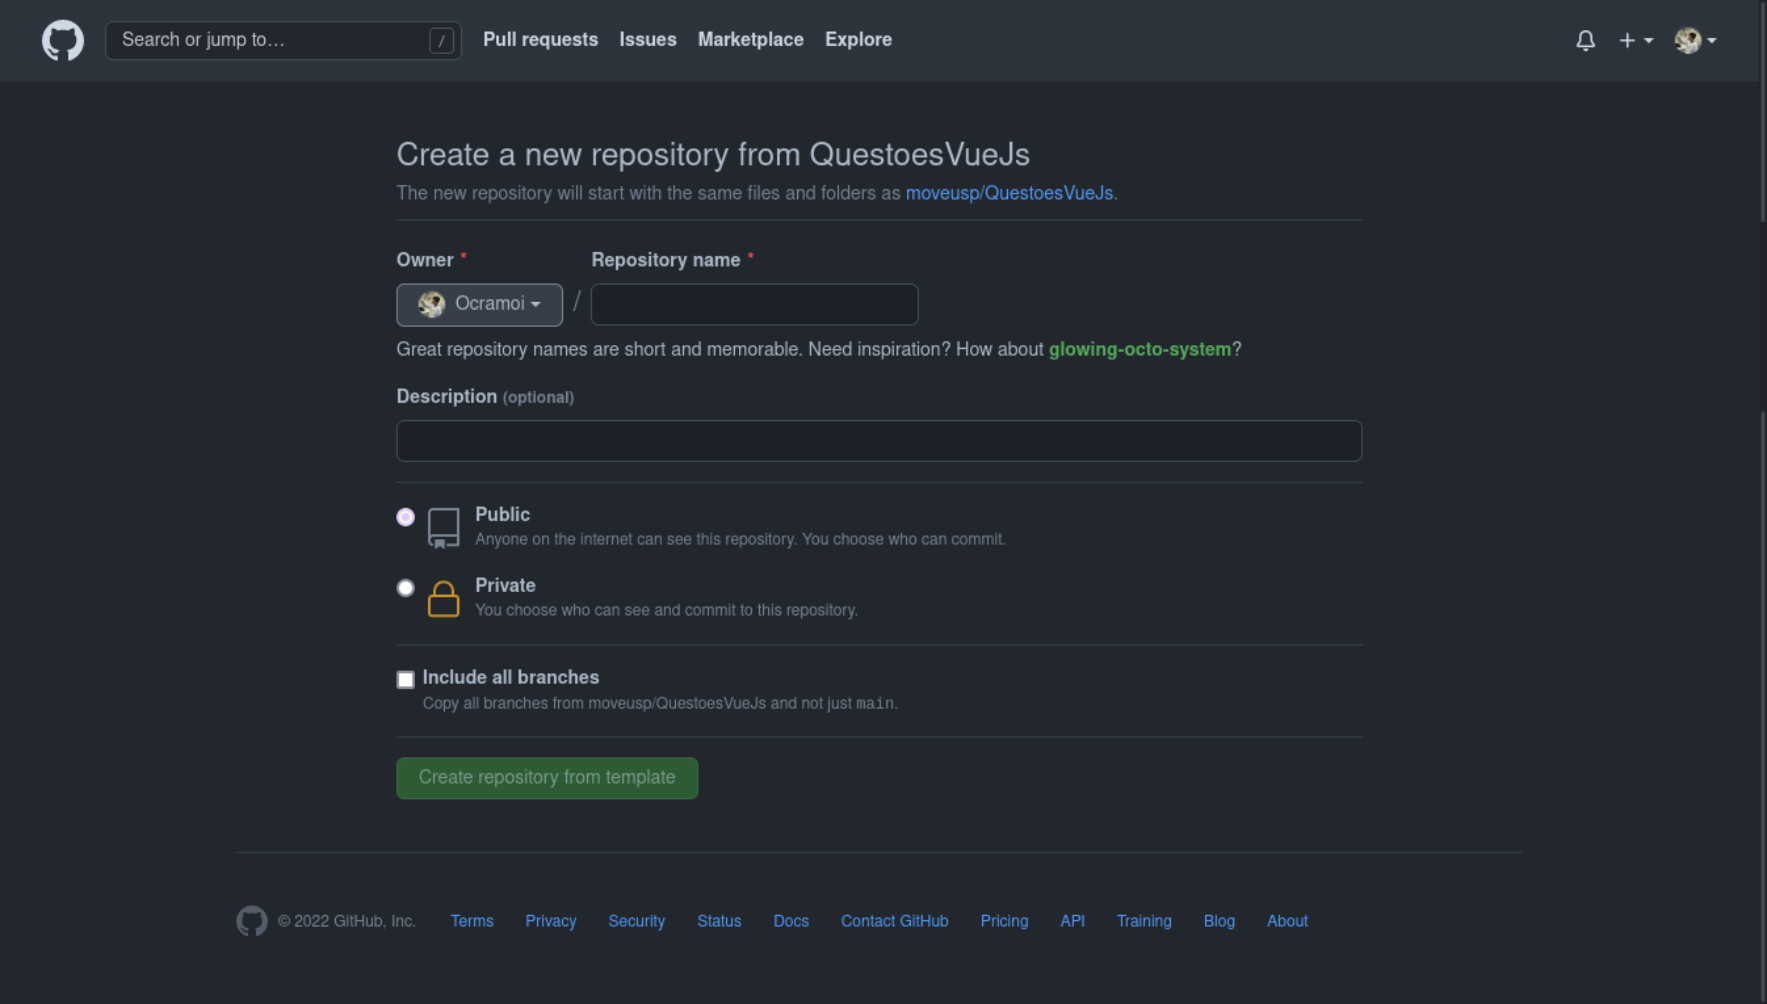 Search or jump to… / Pull requests Issues Marketplace Explore
Create a new repository from QuestoesVueJs
The new repository will start with the same files and folders as moveusp/QuestoesVueJs.
Owner * Repository name *
Ocramoi /
Great repository names are short and memorable. Need inspiration? How about glowing-octo-system?
Description (optional)
Public
Anyone on the internet can see this repository. You choose who can commit.
Private
You choose who can see and commit to this repository.
Include all branches
Copy all branches from moveusp/QuestoesVueJs and not just main.
Create repository from template
© 2022 GitHub, Inc. Terms Privacy Security Status Docs Contact GitHub Pricing API Training Blog About